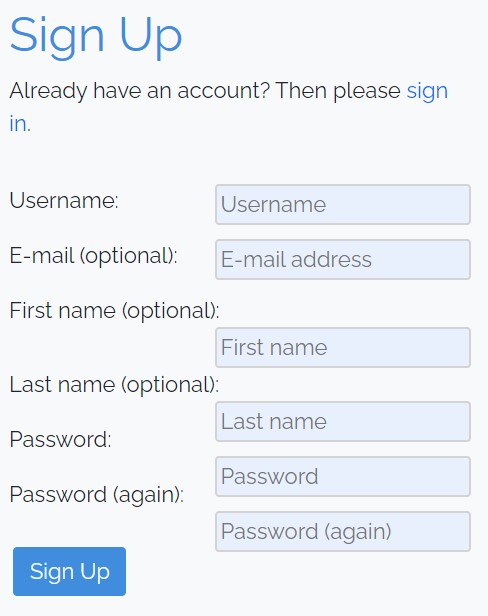 Sign Up
Already have an account? Then please sign
in.
Username:
Username
E-mail (optional):
E-mail address
First name (optional):
First name
Last name (optional):
Last name
Password:
Password
Password (again):
Password (again)
Sign Up